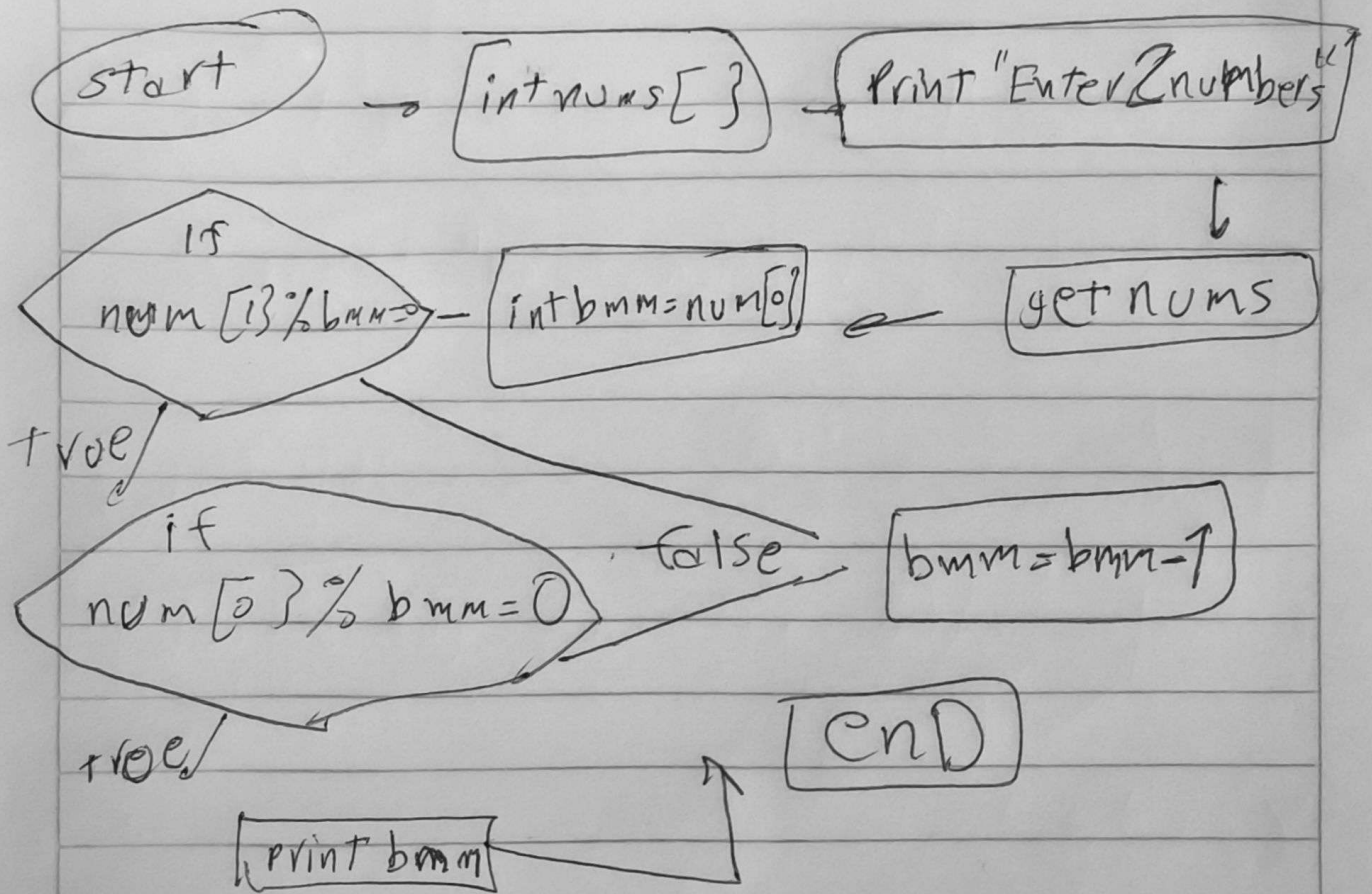 start
int nums [ }
Print "Enter 2 numbers"
if
num [1} % bmm=0
int bmm = num[0}
get nums
true
if
num [0 } % bmm = 0
false
bmm = bmm - 1
true
enD
print bmm